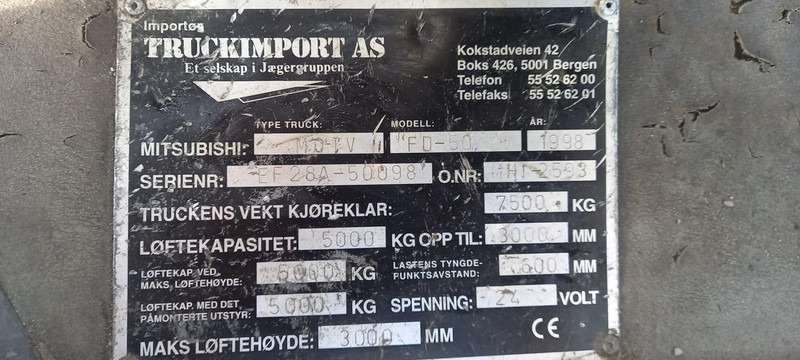 Importør
TRUCKIMPORT AS
Et selskap i Jægergruppen
Kokstadveien 42
Boks 426, 5001 Bergen
Telefon 55 52 62 00
Telefaks 55 52 62 01
TYPE TRUCK: MODELL: ÅR:
MITSUBISHI: MOTV FD-50 1998
SERIENR: EF28A-50098 O.NR: HHI-2593
TRUCKENS VEKT KJØREKLAR: 7500 KG
LØFTEKAPASITET: 5000 KG OPP TIL: 3000 MM
LØFTEKAP. VED MAKS, LØFTEHØYDE: 5000 KG LASTENS TYNGDE-PUNKTSAVSTAND: 600 MM
LØFTEKAP. MED DET, PÅMONTERTE UTSTYR: 5000 KG SPENNING: 24 VOLT
MAKS LØFTEHØYDE: 3000 MM CE